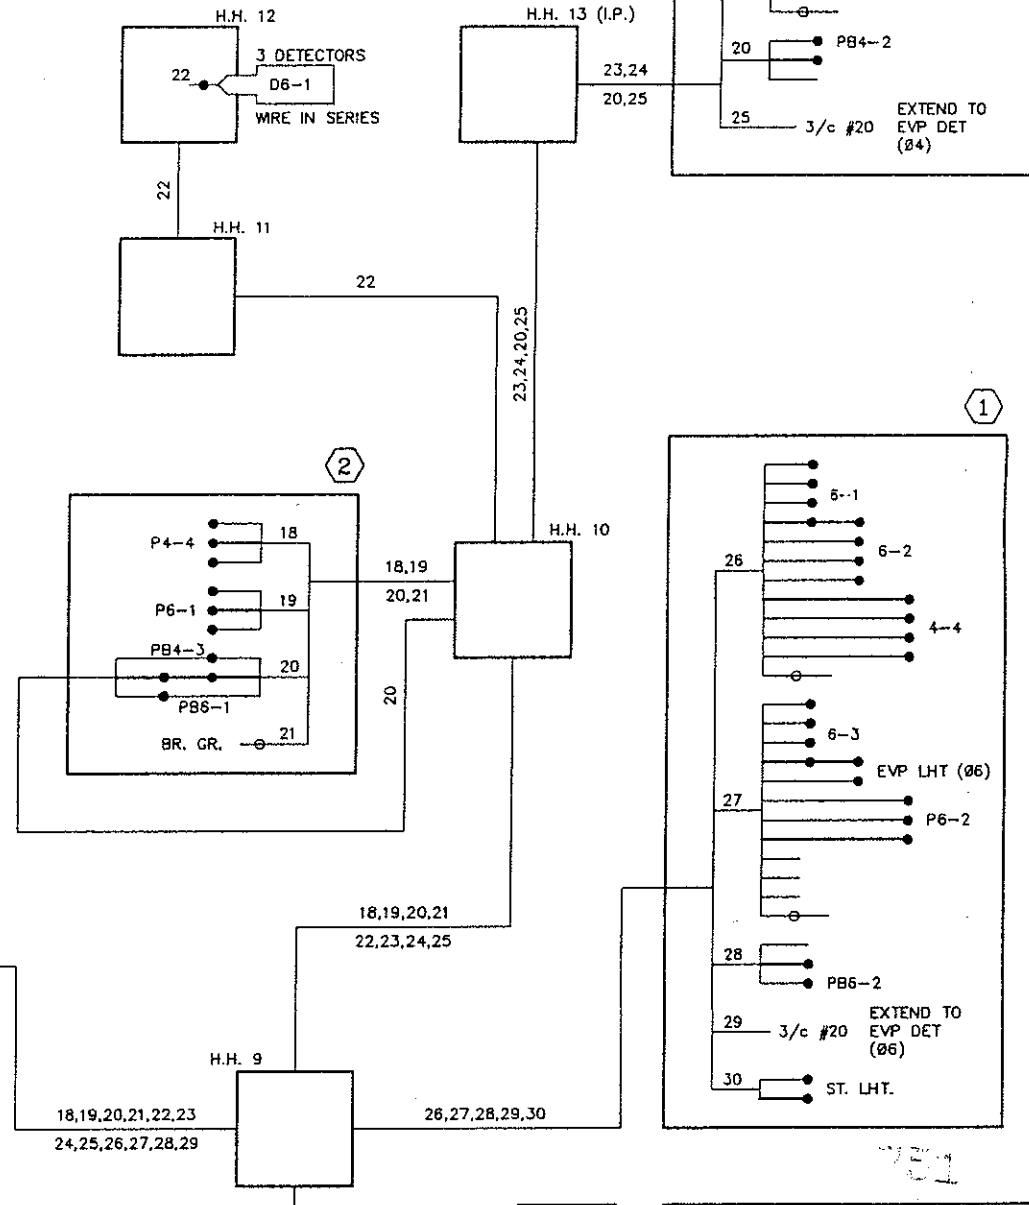 H.H. 12
3 DETECTORS
22
D6-1
WIRE IN SERIES
22
H.H. 11
22
H.H. 13 (I.P.)
23,24
20,25
20
PB4-2
25
3/c #20
EXTEND TO
EVP DET
(Ø4)
23,24,20,25
2
P4-4
18
P6-1
19
PB4-3
20
PB6-1
BR. GR.
21
18,19
20,21
20
H.H. 10
1
6-1
26
6-2
4-4
6-3
EVP LHT (Ø6)
27
P6-2
28
PB6-2
29
3/c #20
EXTEND TO
EVP DET
(Ø6)
30
ST. LHT.
18,19,20,21
22,23,24,25
H.H. 9
18,19,20,21,22,23
24,25,26,27,28,29
26,27,28,29,30